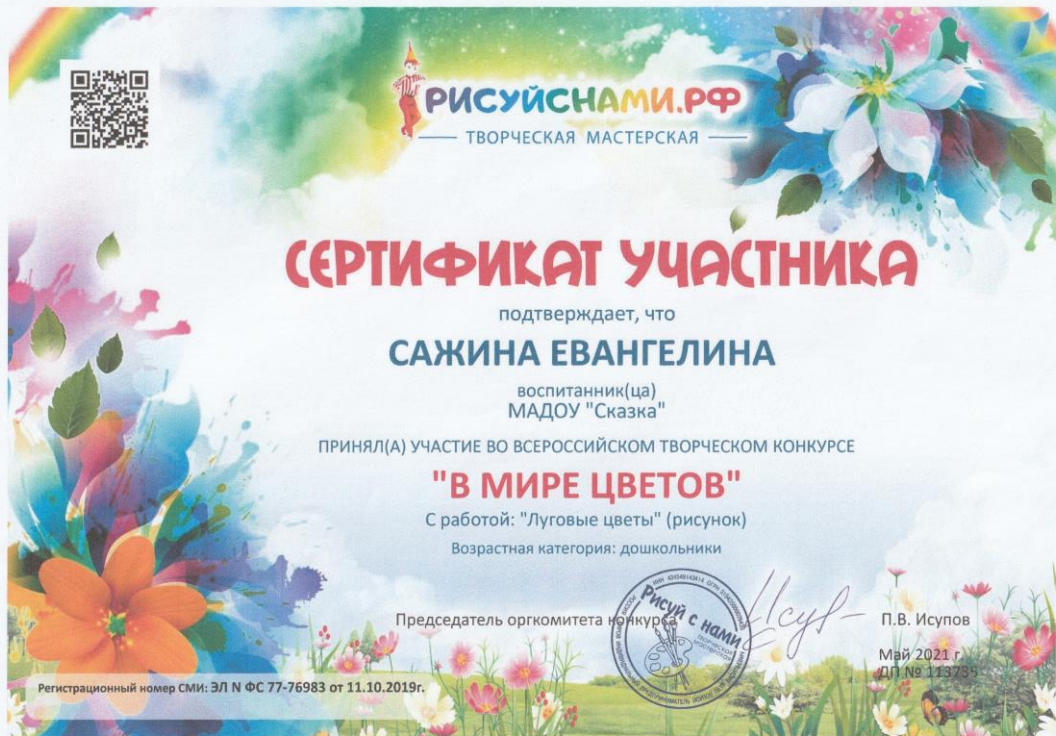 РИСУЙСНАМИ.РФ
ТВОРЧЕСКАЯ МАСТЕРСКАЯ
СЕРТИФИКАТ УЧАСТНИКА
подтверждает, что
САЖИНА ЕВАНГЕЛИНА
воспитанник(ца)
МАДОУ "Сказка"
ПРИНЯЛ(А) УЧАСТИЕ ВО ВСЕРОССИЙСКОМ ТВОРЧЕСКОМ КОНКУРСЕ
"В МИРЕ ЦВЕТОВ"
С работой: "Луговые цветы" (рисунок)
Возрастная категория: дошкольники
Председатель оргкомитета конкурса
Рисуй с нами
творческая
мастерская
П.В. Исупов
Май 2021 г
ДП № 113735
Регистрационный номер СМИ: ЭЛ N ФС 77-76983 от 11.10.2019г.